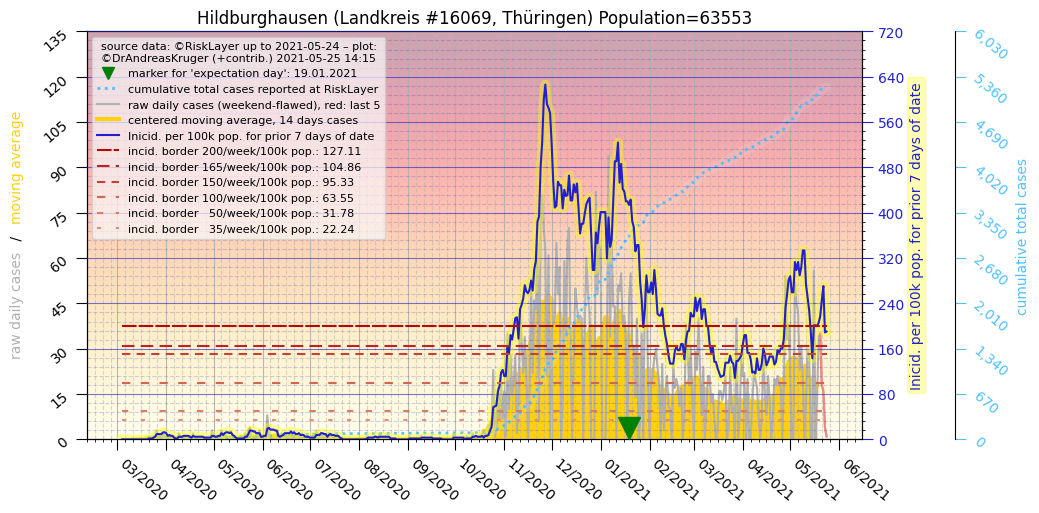 Hildburghausen (Landkreis #16069, Thüringen) Population=63553
source data: ©RiskLayer up to 2021-05-24 – plot:
©DrAndreasKruger (+contrib.) 2021-05-25 14:15
marker for 'expectation day': 19.01.2021
cumulative total cases reported at RiskLayer
raw daily cases (weekend-flawed), red: last 5
centered moving average, 14 days cases
Inicid. per 100k pop. for prior 7 days of date
incid. border 200/week/100k pop.: 127.11
incid. border 165/week/100k pop.: 104.86
incid. border 150/week/100k pop.: 95.33
incid. border 100/week/100k pop.: 63.55
incid. border   50/week/100k pop.: 31.78
incid. border   35/week/100k pop.: 22.24
raw daily cases / moving average
135
120
105
90
75
60
45
30
15
0
03/2020
04/2020
05/2020
06/2020
07/2020
08/2020
09/2020
10/2020
11/2020
12/2020
01/2021
02/2021
03/2021
04/2021
05/2021
06/2021
720
640
560
480
400
320
240
160
80
0
Inicid. per 100k pop. for prior 7 days of date
6,030
5,360
4,690
4,020
3,350
2,680
2,010
1,340
670
0
cumulative total cases